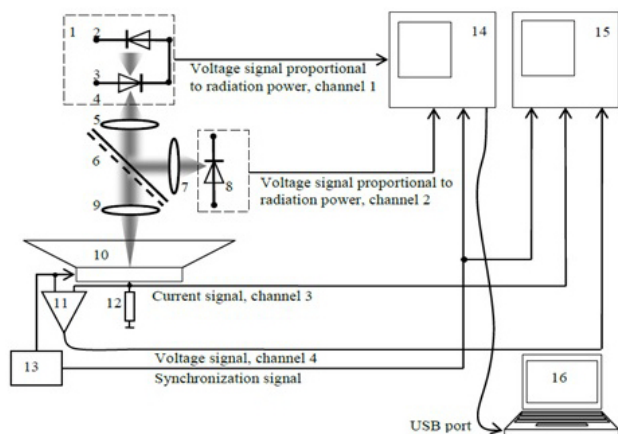 1
2
3
4
5
6
7
8
9
10
11
12
13
14
15
16
Voltage signal proportional
to radiation power, channel 1
Voltage signal proportional to
radiation power, channel 2
Current signal, channel 3
Voltage signal, channel 4
Synchronization signal
USB port